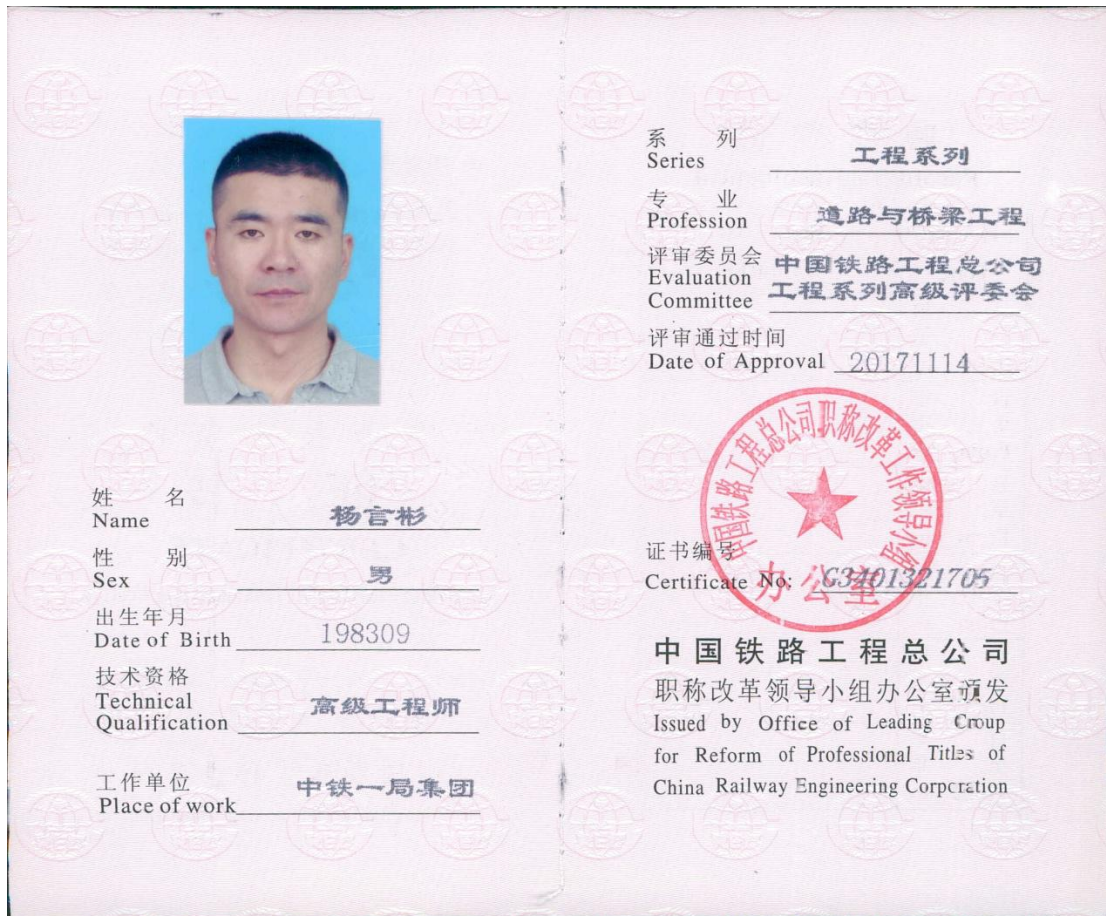 姓 名
Name 杨言彬
性 别
Sex 男
出生年月
Date of Birth 198309
技术资格
Technical
Qualification 高级工程师
工作单位
Place of work 中铁一局集团
系 列
Series 工程系列
专 业
Profession 道路与桥梁工程
评审委员会
Evaluation 中国铁路工程总公司
Committee 工程系列高级评委会
评审通过时间
Date of Approval 20171114
中国铁路工程总公司职称改革工作领导小组
办公室
证书编号
Certificate No: G3401321705
中国铁路工程总公司
职称改革领导小组办公室颁发
Issued by Office of Leading Group
for Reform of Professional Titles of
China Railway Engineering Corporation